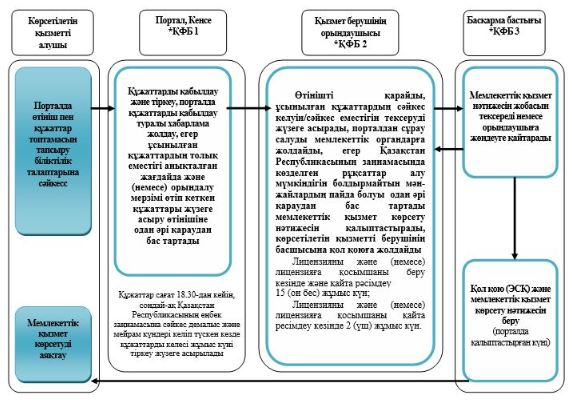 Көрсетілетін
қызметті
алушы
Портал, Кеңсе
*ҚФБ 1
Қызмет берушінің
орындаушысы
*ҚФБ 2
Басқарма бастығы
*ҚФБ 3
Порталда
өтініш пен
құжаттар
топтамасын
тапсыру
біліктілік
талаптарына
сәйкесс
Мемлекеттік
қызмет
көрсетуді
аяқтау
Құжаттарды қабылдау
және тіркеу, порталда
құжаттарды қабылдау
туралы хабарлама
жолдау, егер
ұсынылған
құжаттардың толық
еместігі анықталған
жағдайда және
(немесе) орындалу
мерзімі өтіп кеткен
құжаттары жүзеге
асыру өтінішіне
одан әрі қараудан
бас тартады
Құжаттар сағат 18.30-дан кейін,
сондай-ақ Қазақстан
Республикасының еңбек
заңнамасына сәйкес демалыс және
мейрам күндері келіп түскен кезде
құжаттарды келесі жұмыс күні
тіркеу жүзеге асырылады
Өтінішті қарайды,
ұсынылған құжаттардың сәйкес
келуін/сәйкес еместігін тексеруді
жүзеге асырады, порталдан сұрау
салуды мемлекеттік органдарға
жолдайды, егер Қазақстан
Республикасының заңнамасында
көзделген рұқсаттар алу
мүмкіндігін болдырмайтын мән-
жайлардың пайда болуы одан әрі
қараудан бас тартады
мемлекеттік қызмет көрсету
нәтижесін қалыптастырады,
көрсетілетін қызметті берушінің
басшысына қол қоюға жолдайды
Лицензияны және (немесе)
лицензияға қосымшаны беру
кезінде және қайта рәсімдеу
15 (он бес) жұмыс күн;
Лицензияны және (немесе)
лицензияға қосымшаны қайта
ресімдеу кезінде 2 (үш) жұмыс күн.
Мемлекеттік қызмет
нәтижесін жобасын
тексереді немесе
орындаушыға
жөндеуге қайтарады
Қол қою (ЭСҚ) және
мемлекеттік қызмет
көрсету нәтижесін
беру
(порталда
қалыптастырған күні)